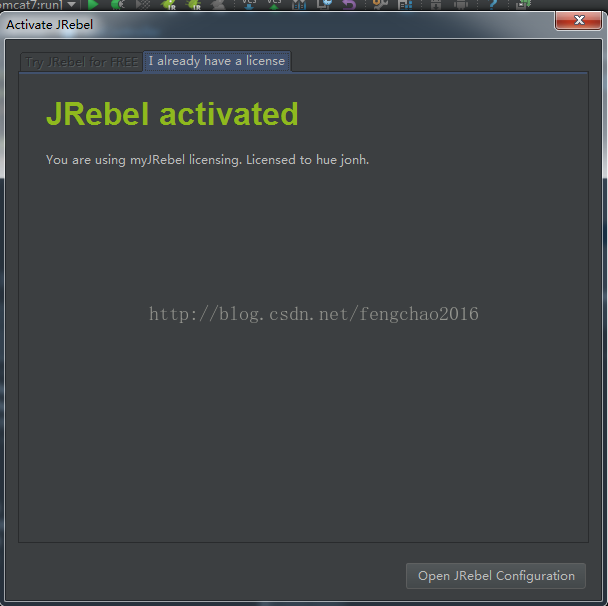 omcat7:run]
Activate JRebel
Try JRebel for FREE
I already have a license
JRebel activated
You are using myJRebel licensing. Licensed to hue jonh.
http://blog.csdn.net/fengchao2016
Open JRebel Configuration